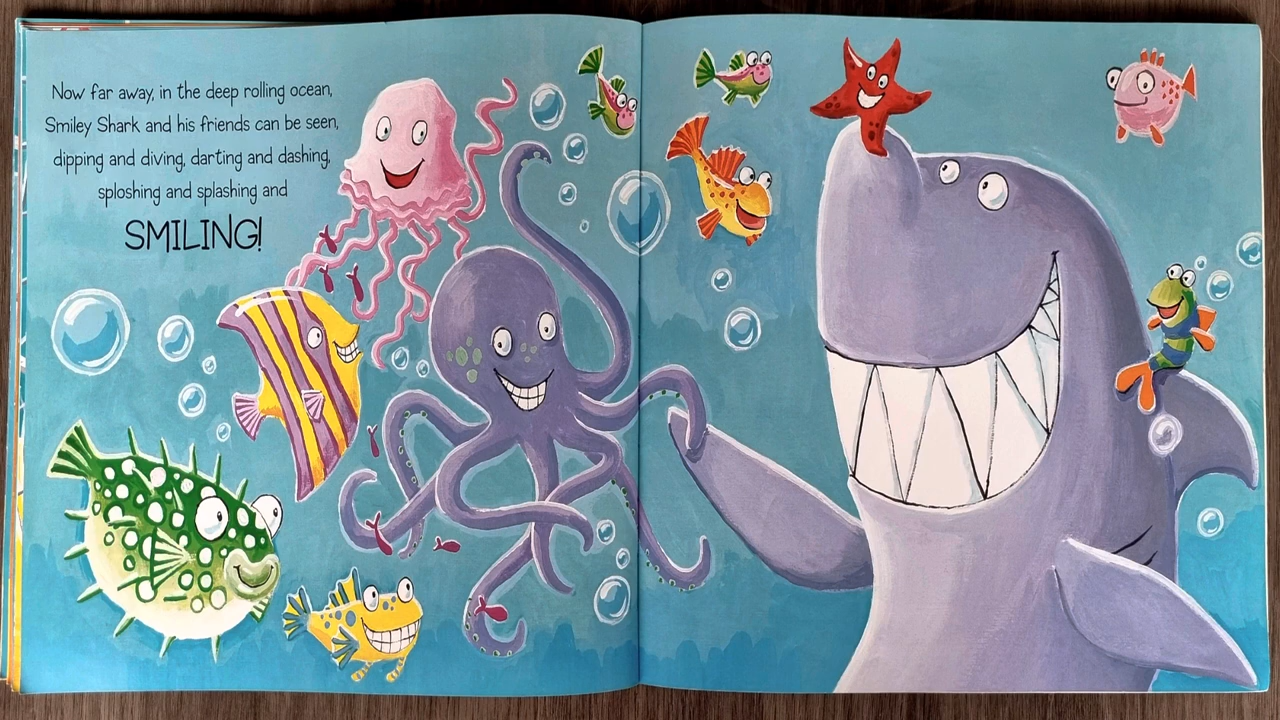 Now far away, in the deep rolling ocean,
Smiley Shark and his friends can be seen,
dipping and diving, darting and dashing,
sploshing and splashing and
SMILING!